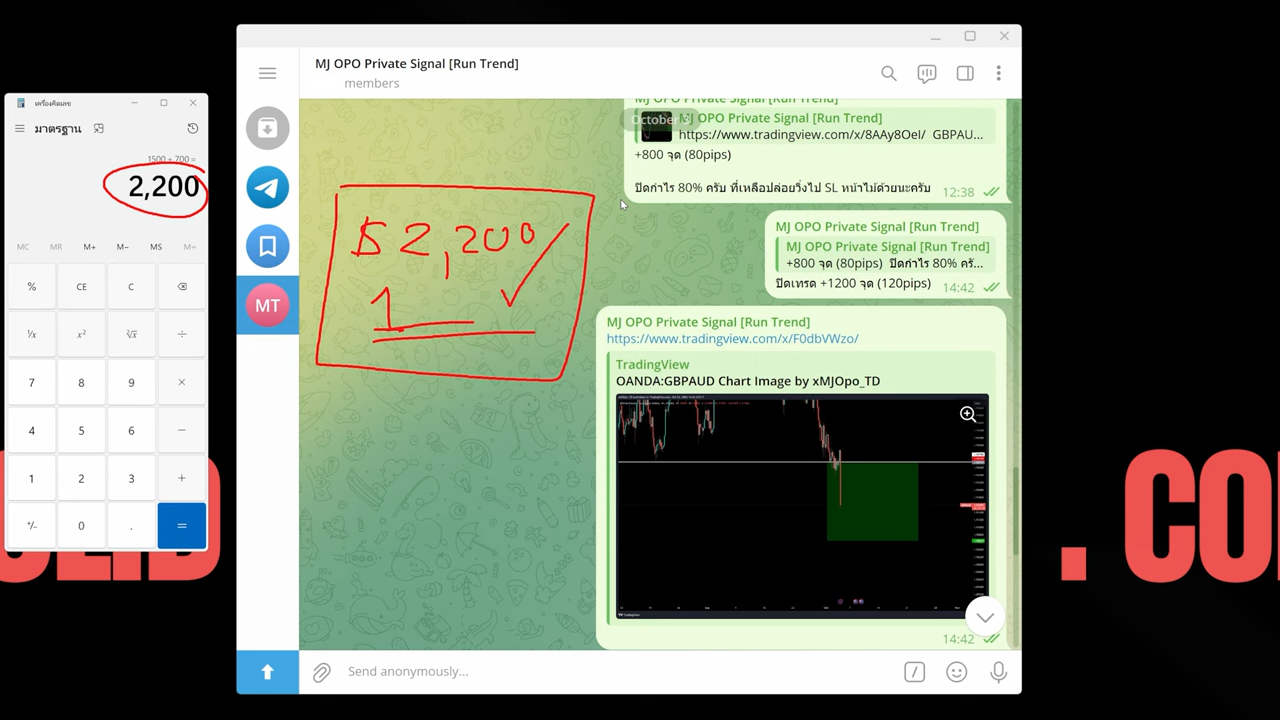 เครื่องคิดเลข
มาตรฐาน
1500 + 700 =
2,200
MC MR M+ M− MS M˅
% CE C
¹/x x² ²√x ÷
7 8 9 ×
4 5 6 −
1 2 3 +
+/− 0 . =
MJ OPO Private Signal [Run Trend]
members
MT
$2,200
1
MJ OPO Private Signal [Run Trend]
MJ OPO Private Signal [Run Trend]
https://www.tradingview.com/x/8AAy8OeI/ GBPAU...
+800 จุด (80pips)
ปิดกำไร 80% ครับ ที่เหลือปล่อยวิ่งไป SL หน้าไม้ด้วยนะครับ
12:38
MJ OPO Private Signal [Run Trend]
MJ OPO Private Signal [Run Trend]
+800 จุด (80pips) ปิดกำไร 80% ครั...
ปิดเทรด +1200 จุด (120pips)
14:42
MJ OPO Private Signal [Run Trend]
https://www.tradingview.com/x/F0dbVWzo/
TradingView
OANDA:GBPAUD Chart Image by xMJOpo_TD
14:42
Send anonymously...
. CO